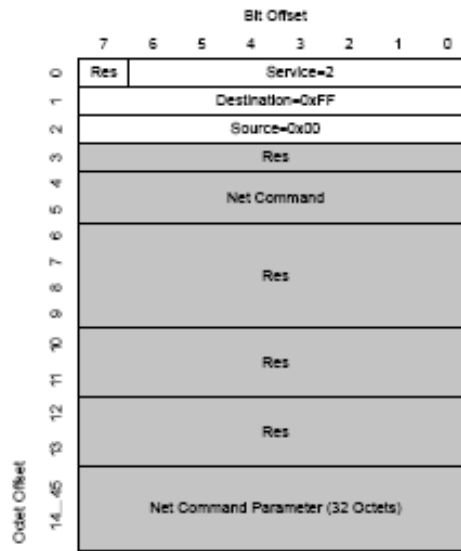 Bit Offset
7 6 5 4 3 2 1 0
0 Res Service=2
1 Destination=0xFF
2 Source=0x00
3 Res
4
Net Command
5
6
7
Res
8
9
10
Res
11
12
Res
13
14...45 Net Command Parameter (32 Octets)
Octet Offset